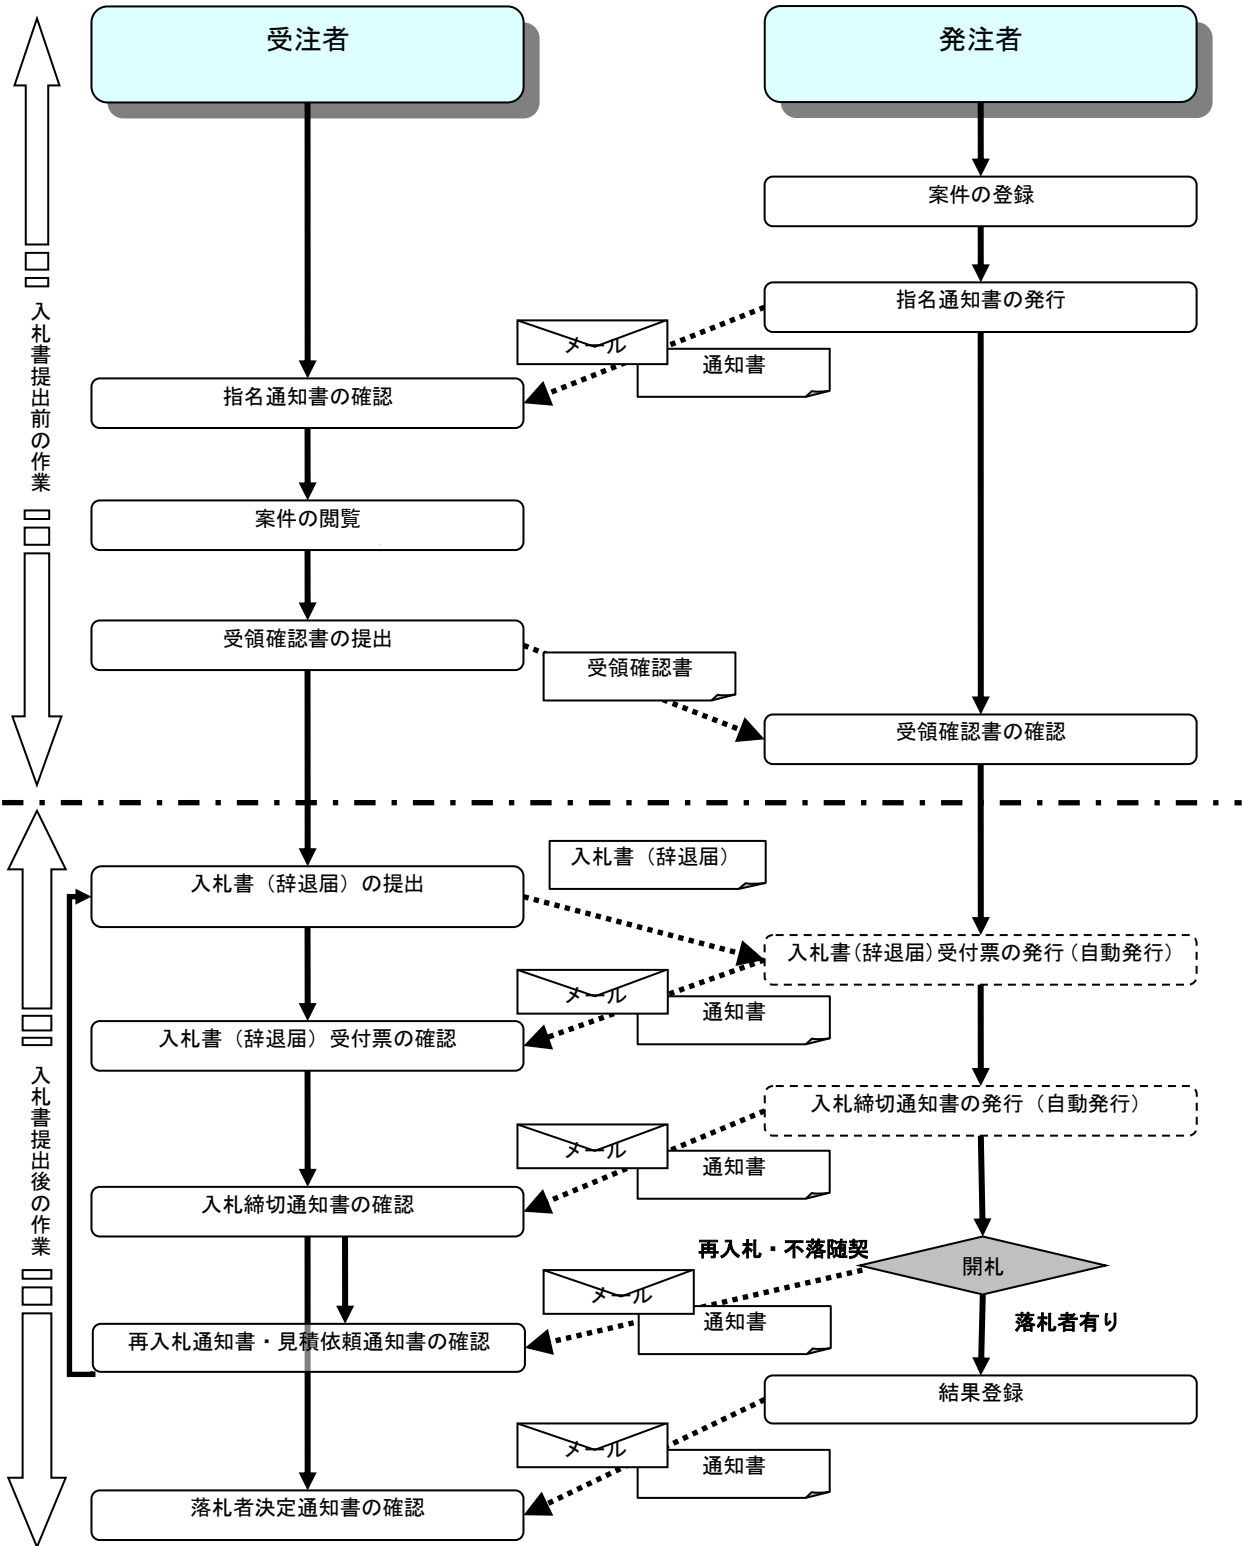 受注者
発注者
案件の登録
指名通知書の発行
メール
通知書
指名通知書の確認
入札書提出前の作業
案件の閲覧
受領確認書の提出
受領確認書
受領確認書の確認
入札書（辞退届）
入札書（辞退届）の提出
入札書（辞退届）受付票の発行（自動発行）
メール
通知書
入札書（辞退届）受付票の確認
入札書提出後の作業
入札締切通知書の発行（自動発行）
メール
通知書
入札締切通知書の確認
再入札・不落随契
開札
メール
通知書
落札者有り
再入札通知書・見積依頼通知書の確認
結果登録
メール
通知書
落札者決定通知書の確認